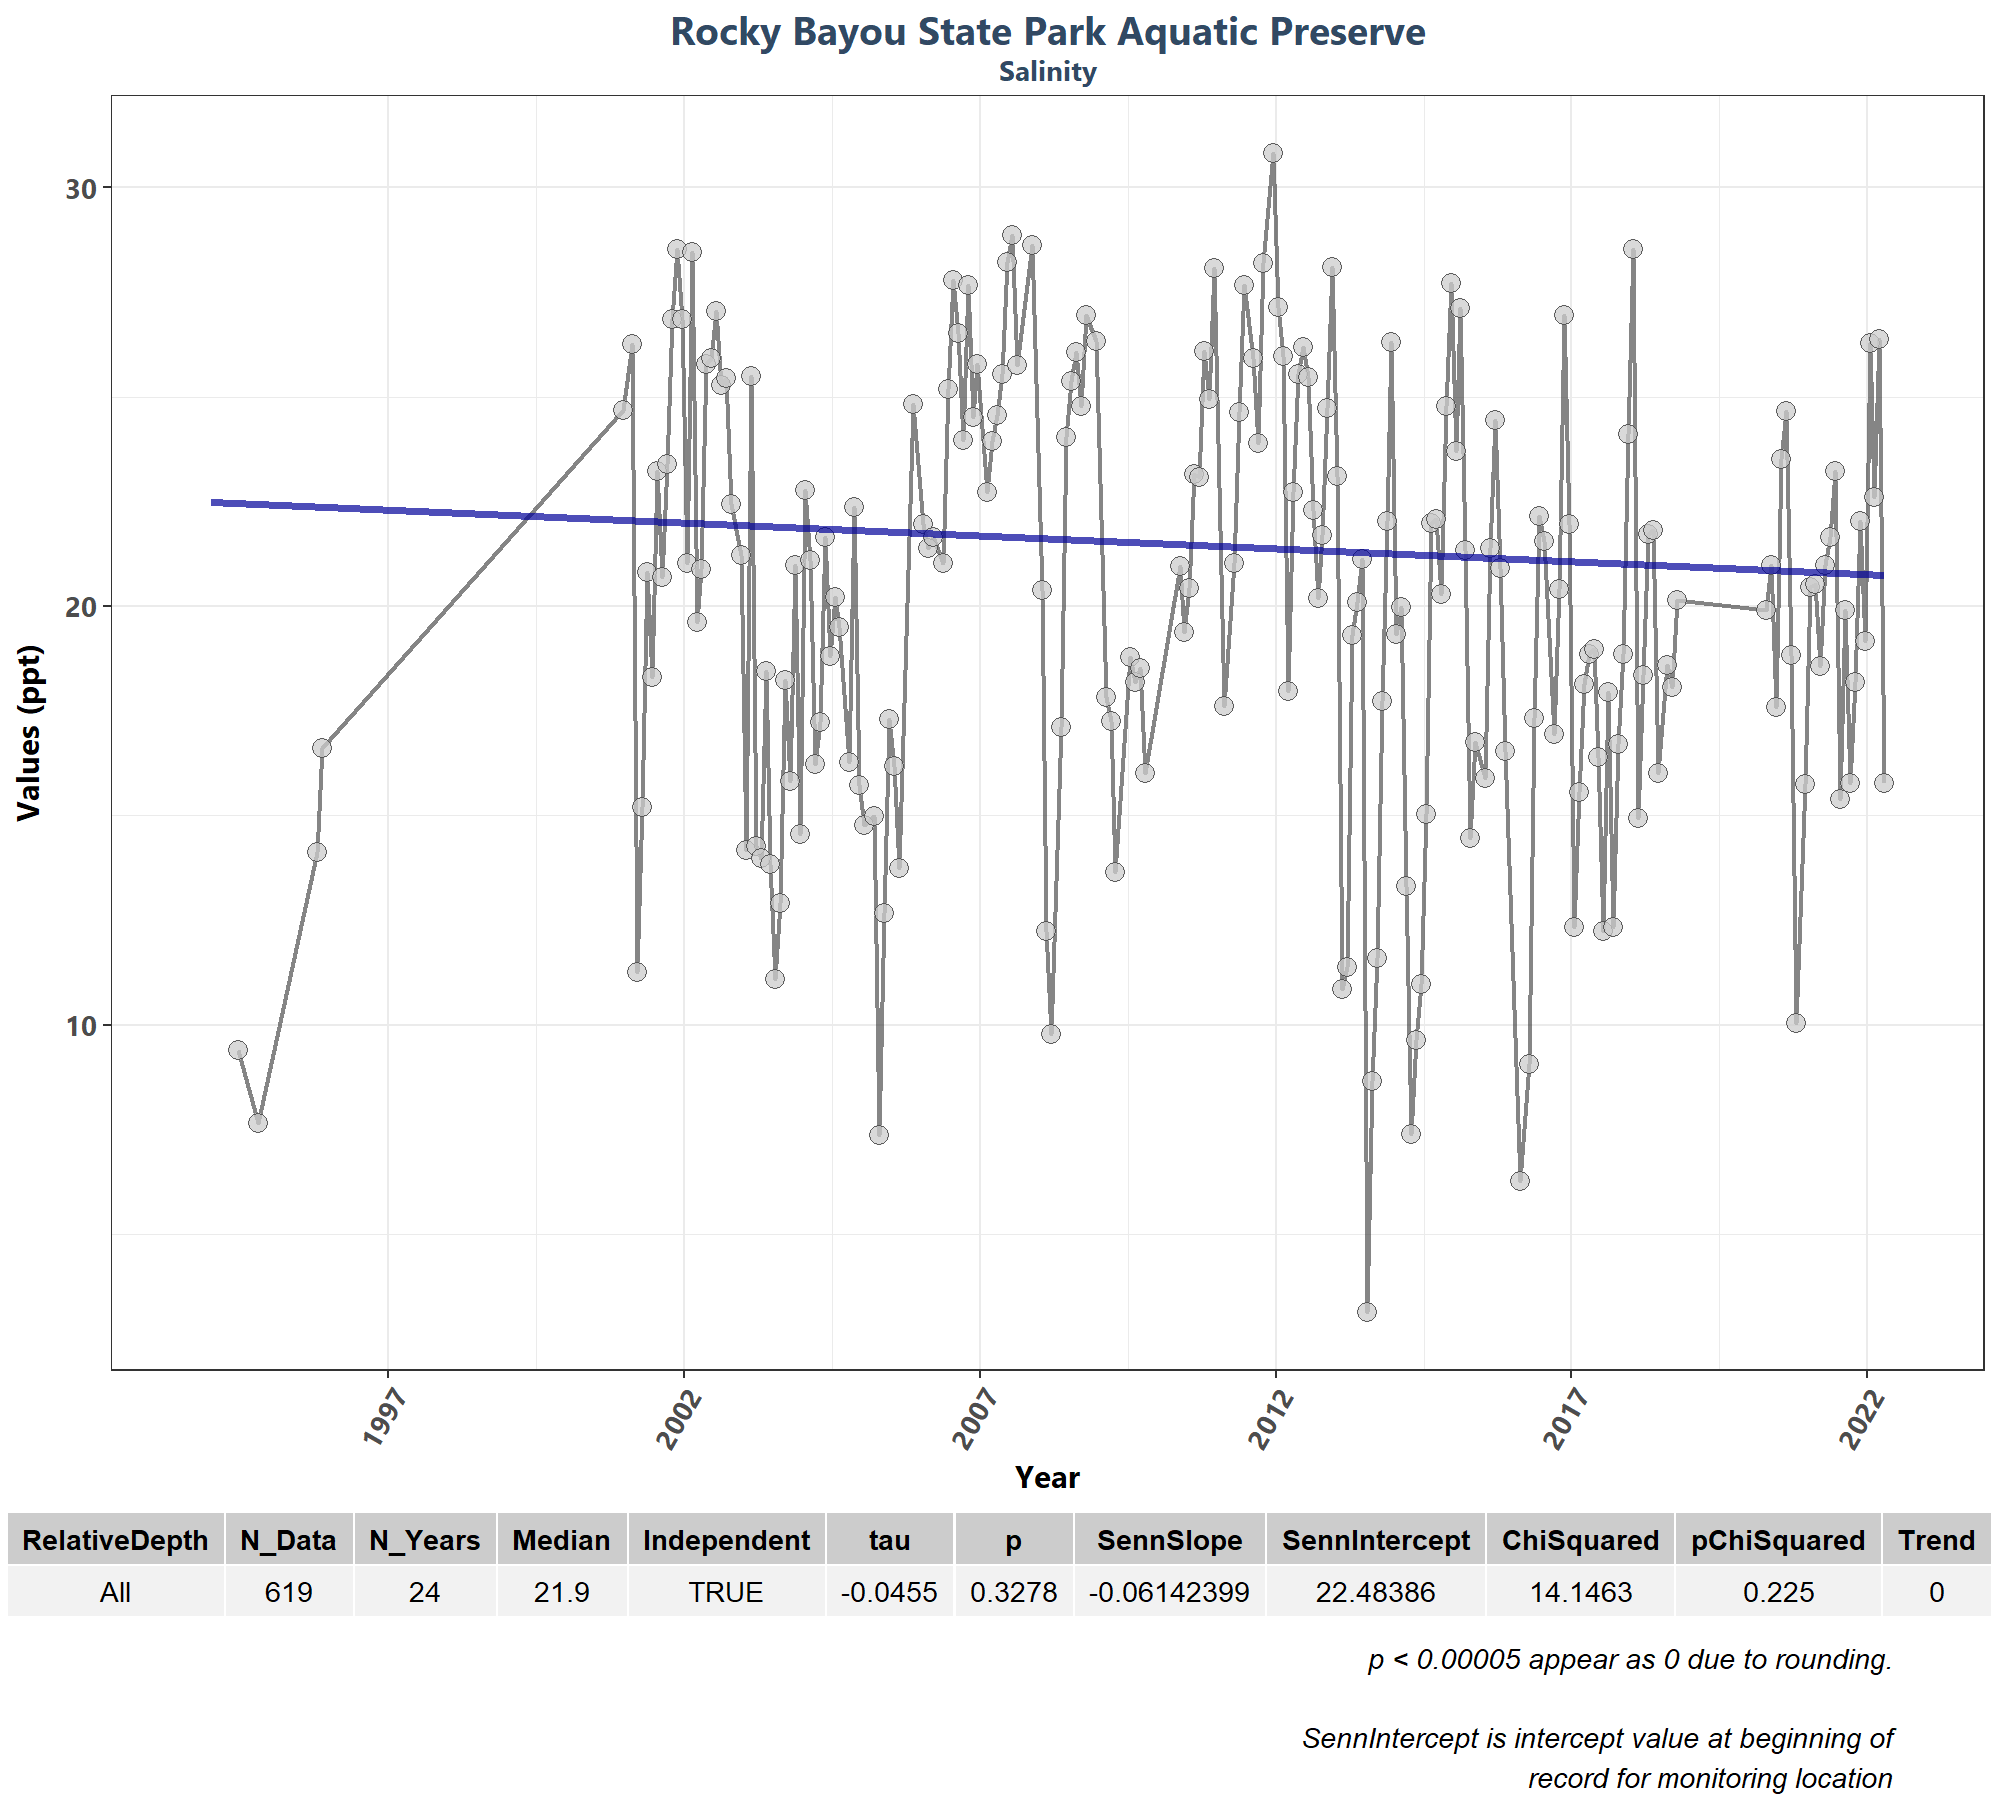 Rocky Bayou State Park Aquatic Preserve
Salinity
30
20
10
Values (ppt)
1997
2002
2007
2012
2017
2022
Year
RelativeDepth N_Data N_Years Median Independent tau p SennSlope SennIntercept ChiSquared pChiSquared Trend
All 619 24 21.9 TRUE -0.0455 0.3278 -0.06142399 22.48386 14.1463 0.225 0
p < 0.00005 appear as 0 due to rounding.
SennIntercept is intercept value at beginning of
record for monitoring location